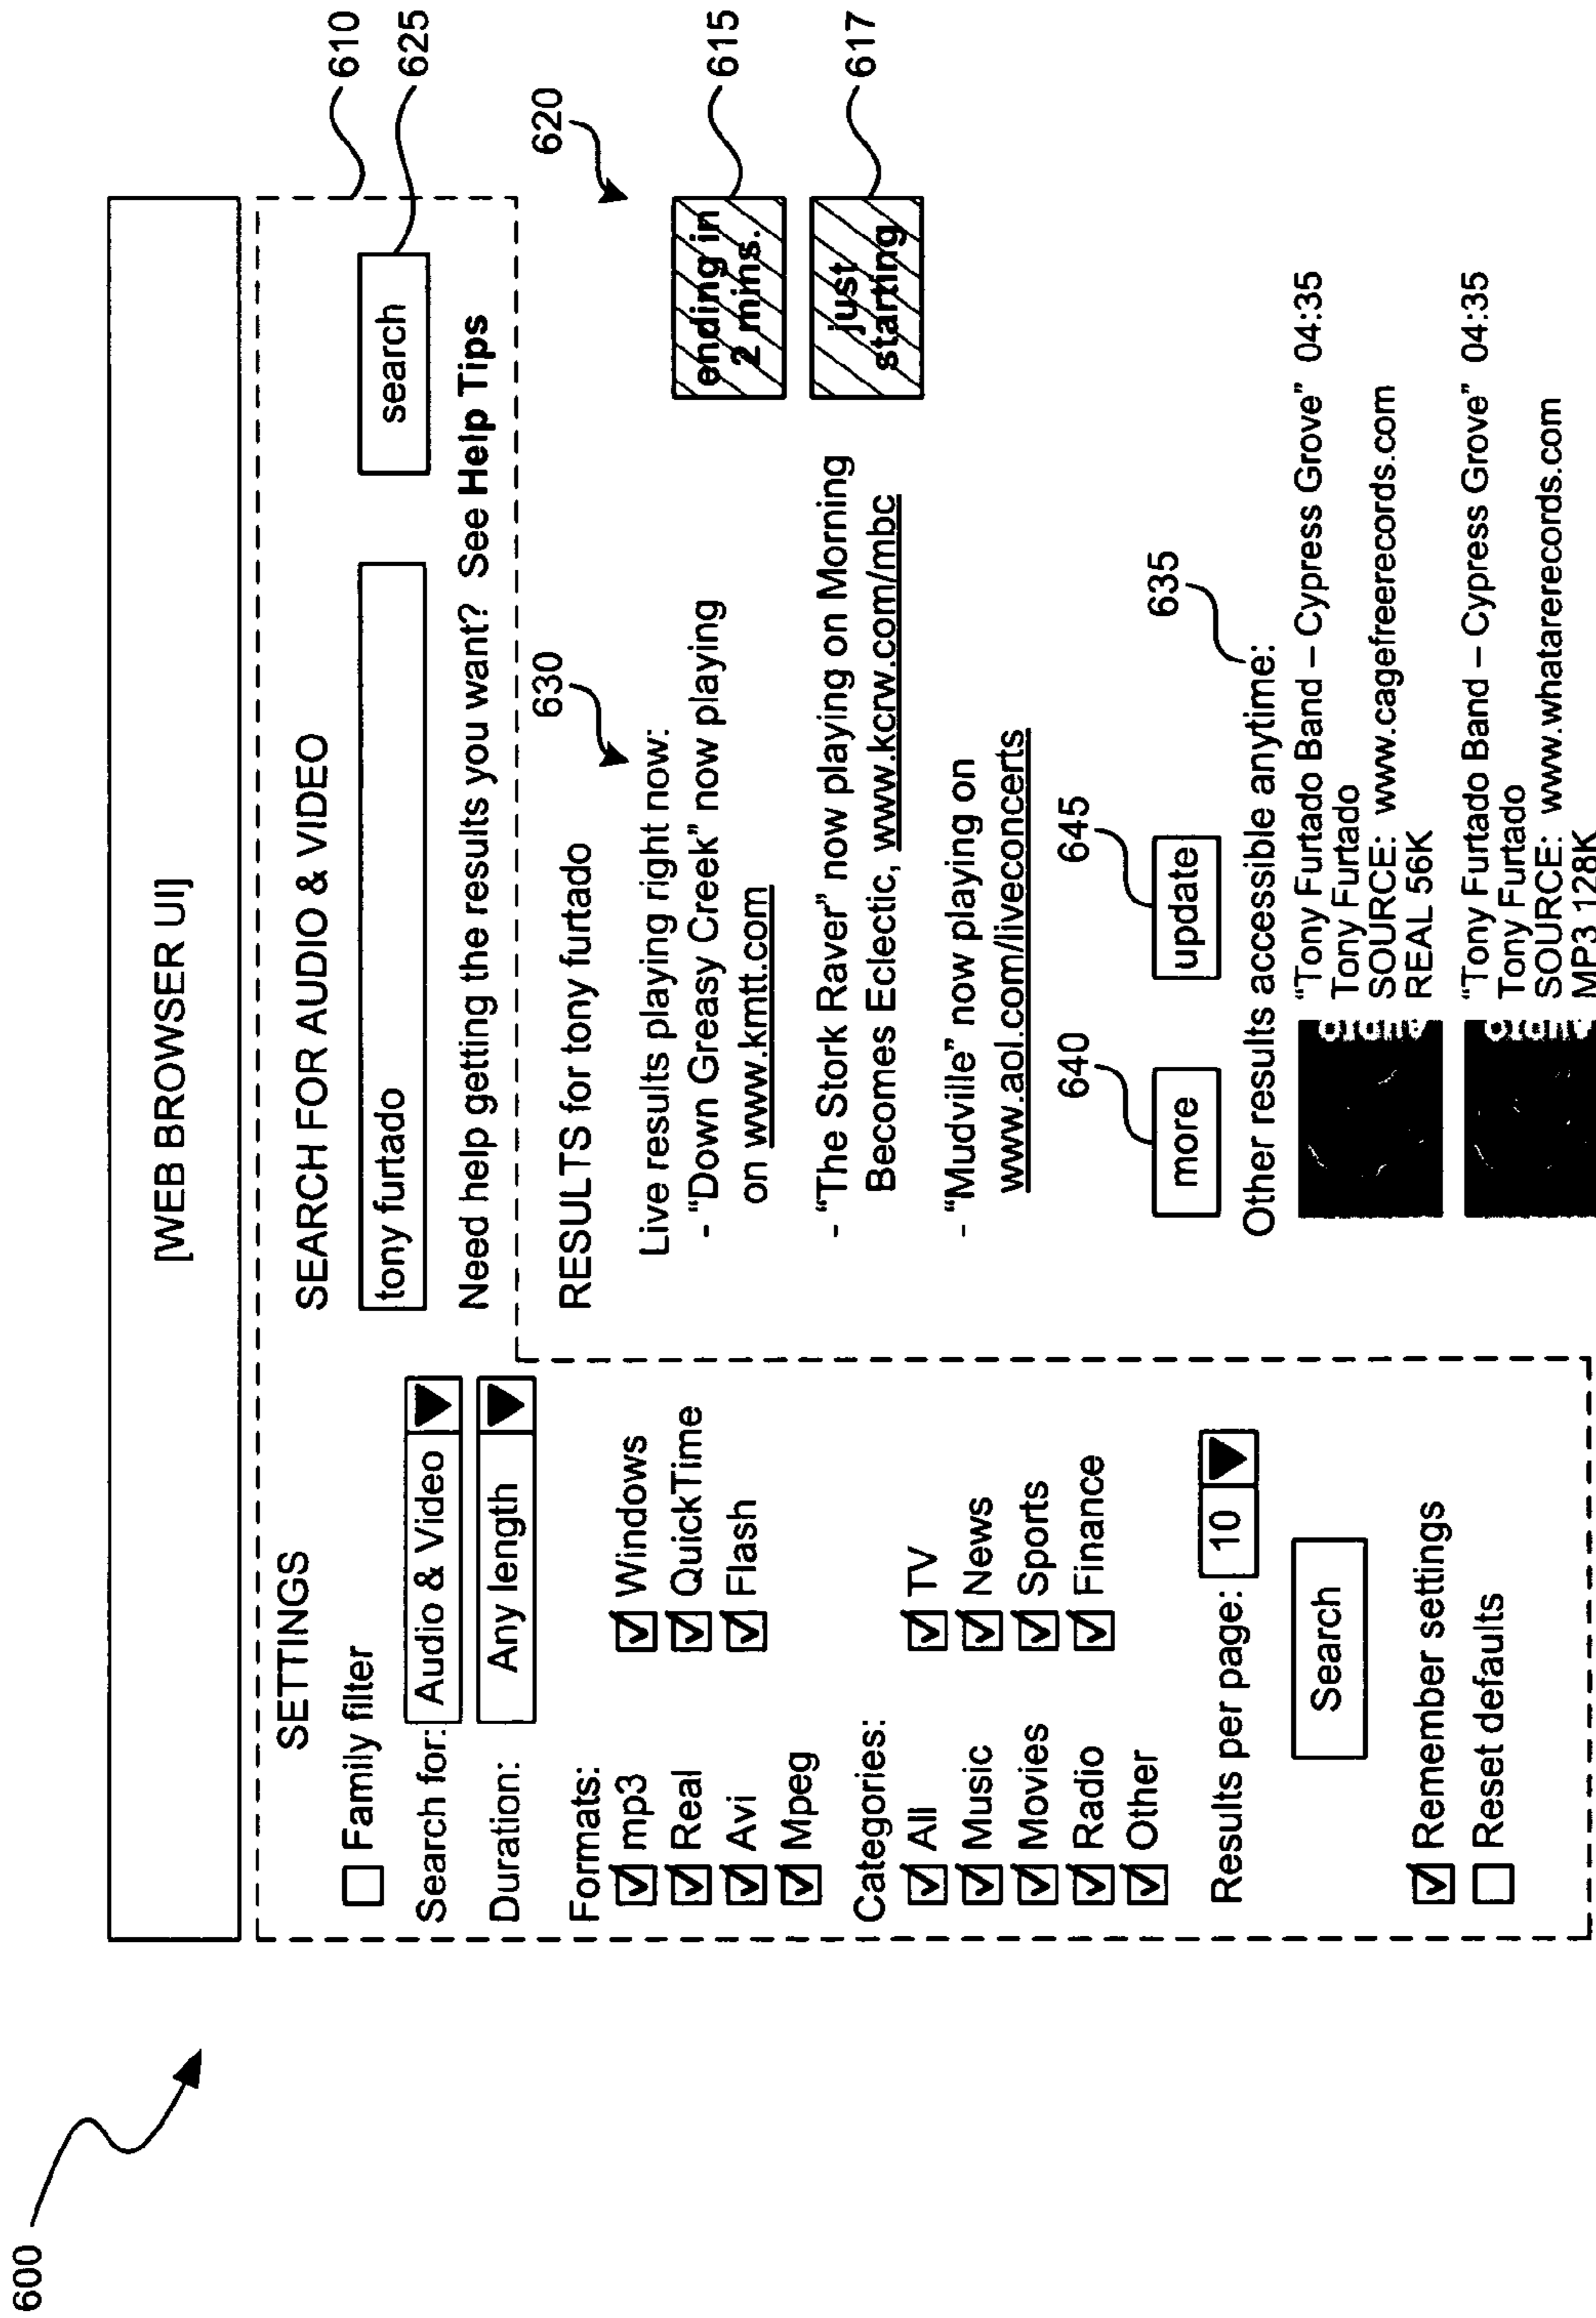 600
[WEB BROWSER UI]
610
625
SETTINGS
Family filter
Search for: Audio & Video
Duration: Any length
Formats:
mp3 Windows
Real QuickTime
Avi Flash
Mpeg
Categories:
All TV
Music News
Movies Sports
Radio Finance
Other
Results per page: 10
Search
Remember settings
Reset defaults
SEARCH FOR AUDIO & VIDEO
tony furtado search
Need help getting the results you want? See Help Tips
RESULTS for tony furtado
630
620
Live results playing right now:
- “Down Greasy Creek” now playing
on www.kmtt.com
ending in
2 mins.
615
- “The Stork Raver” now playing on Morning
Becomes Eclectic, www.kcrw.com/mbc
just
starting
617
- “Mudville” now playing on
www.aol.com/liveconcerts
640
645
more update
635
Other results accessible anytime:
“Tony Furtado Band – Cypress Grove” 04:35
Tony Furtado
SOURCE: www.cagefreerecords.com
REAL 56K
“Tony Furtado Band – Cypress Grove” 04:35
Tony Furtado
SOURCE: www.whatarerecords.com
MP3 128K